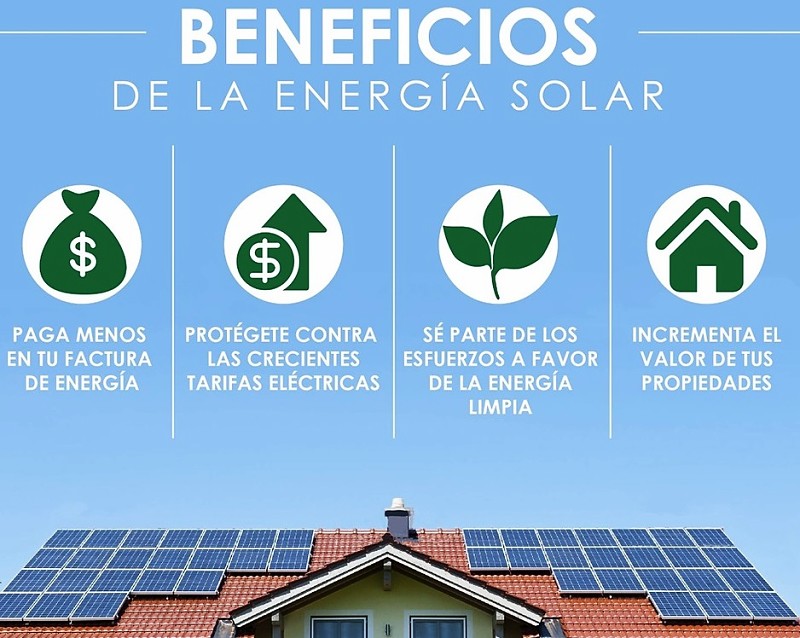 BENEFICIOS
DE LA ENERGÍA SOLAR
$
PAGA MENOS
EN TU FACTURA
DE ENERGÍA
$
PROTÉGETE CONTRA
LAS CRECIENTES
TARIFAS ELÉCTRICAS
SÉ PARTE DE LOS
ESFUERZOS A FAVOR
DE LA ENERGÍA
LIMPIA
INCREMENTA EL
VALOR DE TUS
PROPIEDADES